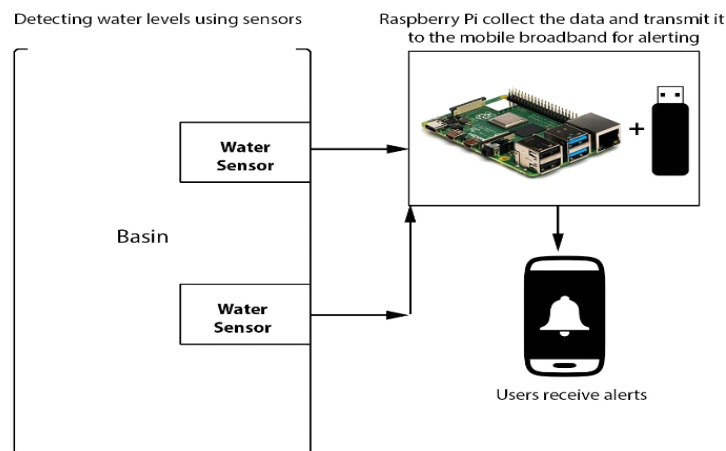 Detecting water levels using sensors
Raspberry Pi collect the data and transmit it
to the mobile broadband for alerting
Water
Sensor
+
Basin
Water
Sensor
Users receive alerts